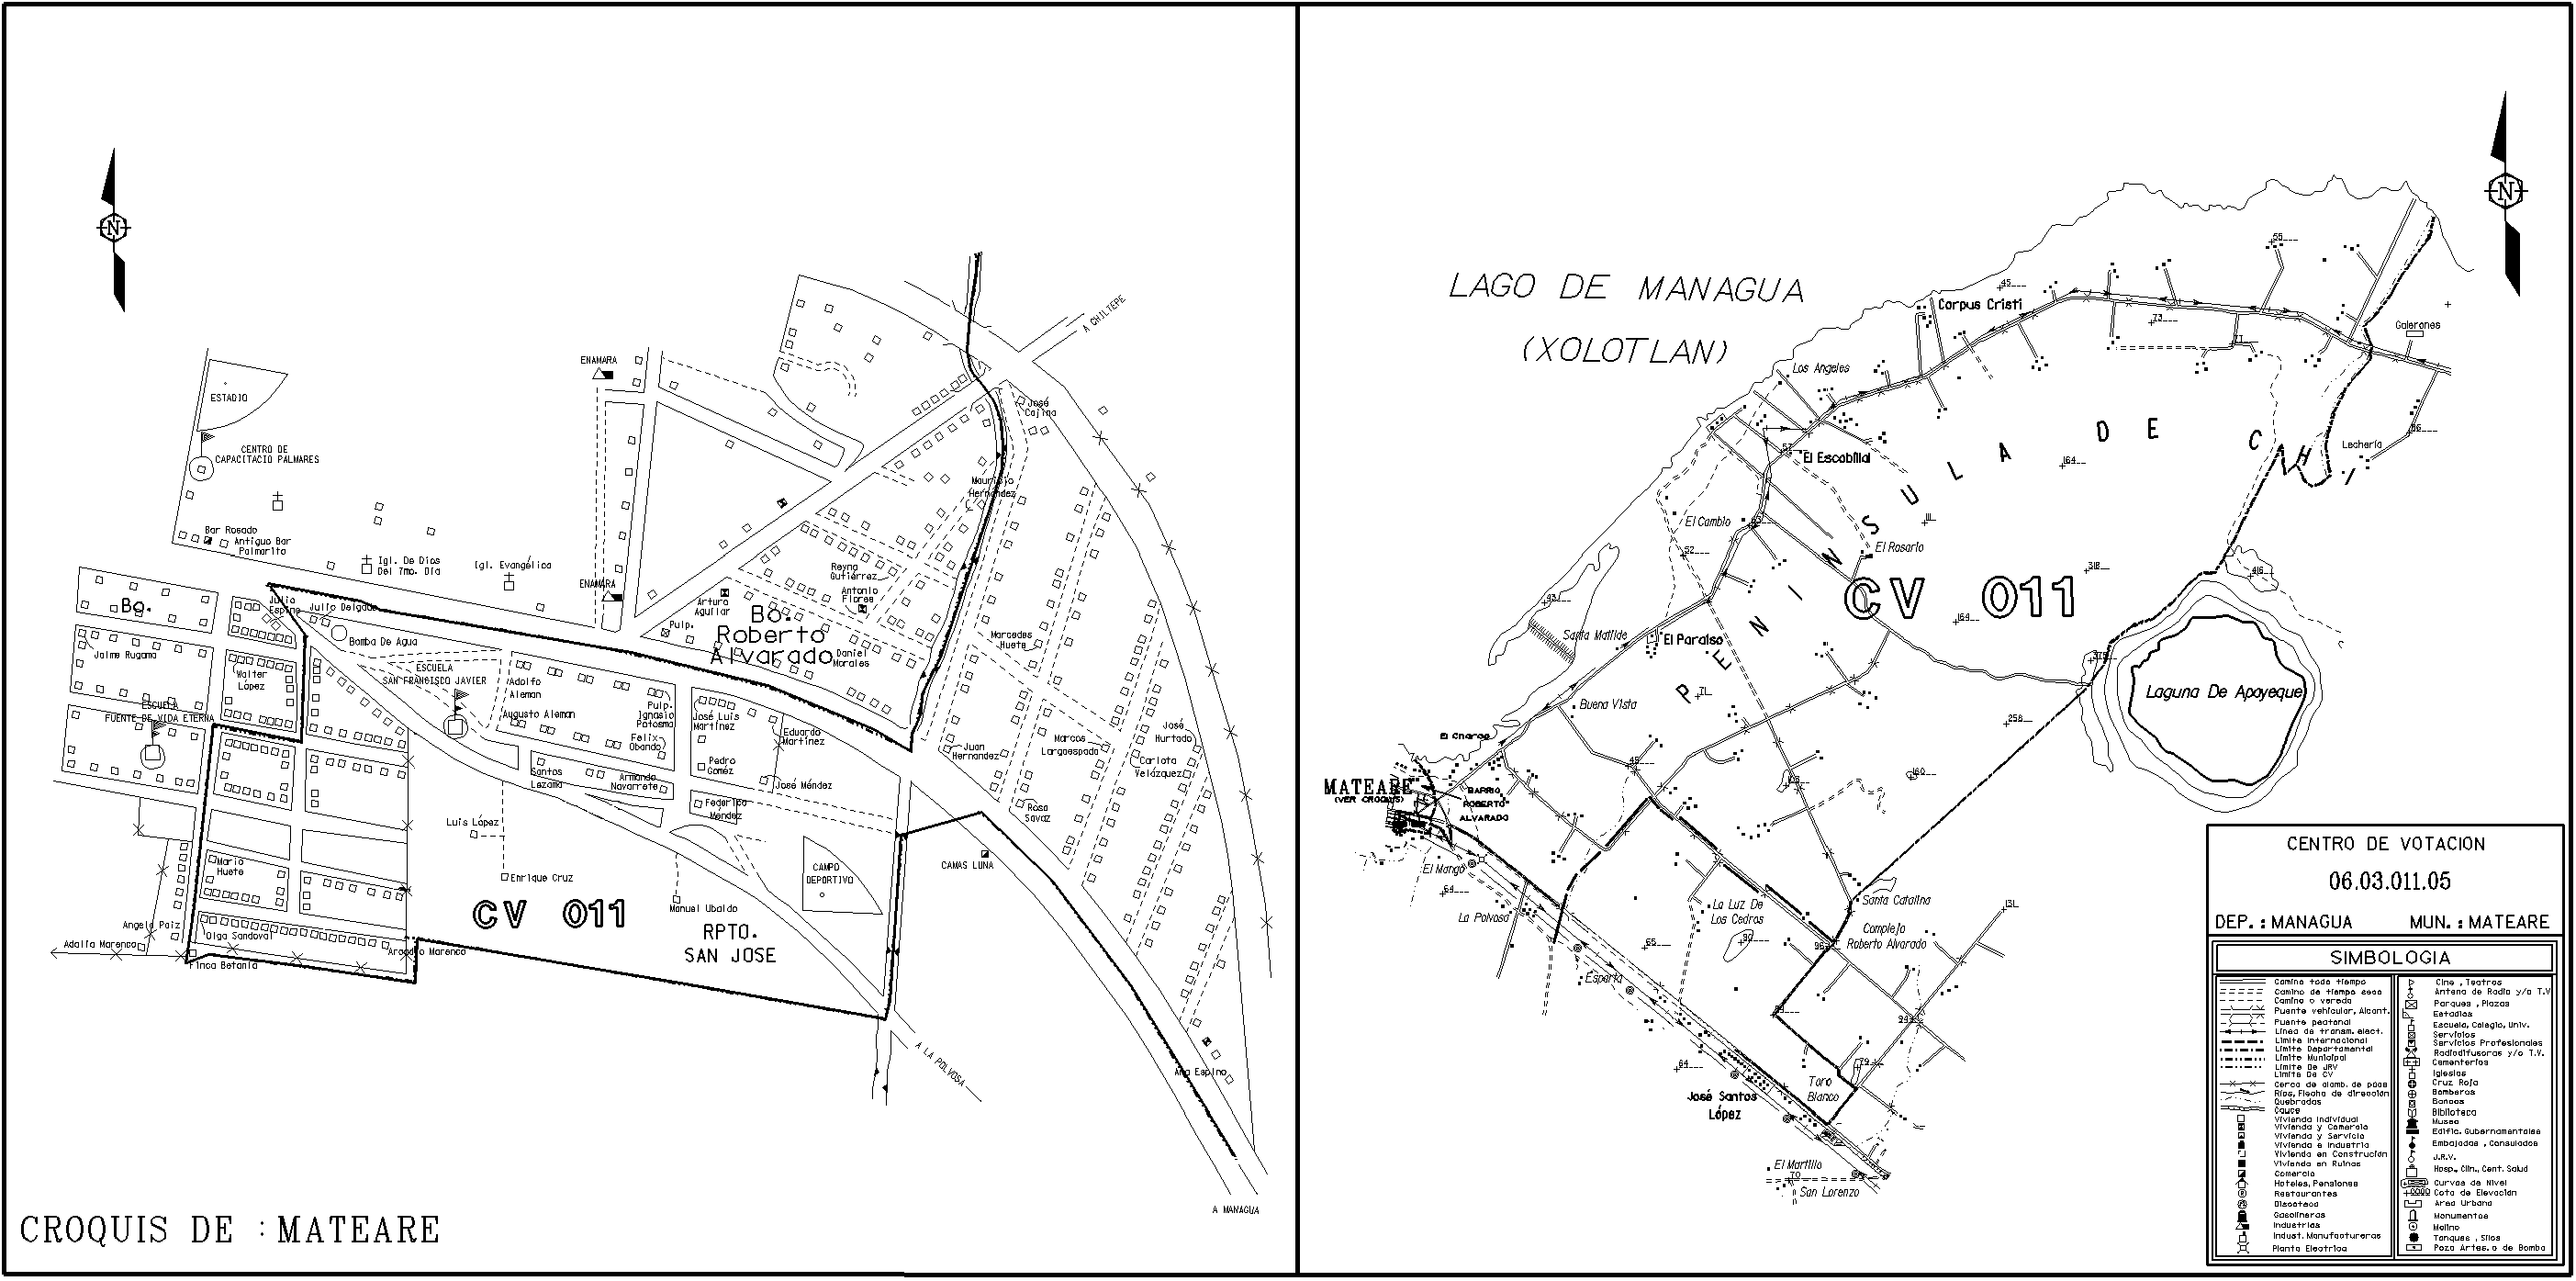 N
ESTADIO
CENTRO DE
CAPACITACIO PALMARES
Bar Rosado
Antiguo Bar
Palmarito
Igl. De Dios
Del 7mo. Dia
Igl. Evangélica
ENAMARA
ENAMARA
A CHILTEPE
José
Cajina
Mauricio
Hernández
Reyna
Gutiérrez
Antonio
Flores
Arturo
Aguilar
Pulp.
Bo.
Roberto
Alvarado
Daniel
Morales
Mercedes
Huete
Bo.
Julio
Espino
Julio Delgado
Bomba De Agua
Jaime Rugama
Walter
López
ESCUELA
SAN FRANCISCO JAVIER
ESCUELA
FUENTE DE VIDA ETERNA
Adolfo
Aleman
Augusto Aleman
Pulp.
Ignacio
Potosma
Felix
Obando
José Luis
Martínez
Eduardo
Martínez
Pedro
Goméz
José Méndez
Juan
Hernandez
Marcos
Largaespada
José
Hurtado
Carlota
Velázquez
Santos
Lezama
Armando
Navarrete
Federico
Mendez
Rosa
Savaz
Luis López
Mario
Huete
Enrique Cruz
Manuel Ubaldo
CAMPO
DEPORTIVO
CAMAS LUNA
CV 011
RPTO.
SAN JOSE
Angela Paiz
Adalia Marenco
Olga Sandoval
Finca Betania
Arcadio Marenco
A LA POLVOSA
Ana Espino
A MANAGUA
CROQUIS DE : MATEARE
N
LAGO DE MANAGUA
(XOLOTLAN)
Corpus Cristi
Galerones
Los Angeles
Lechería
El Escobillal
El Cambio
El Rosario
PENINSULA DE CHI
CV 011
Santa Matilde
El Paraiso
Buena Vista
Laguna De Apoyeque
El Charco
MATEARE
(VER CROQUIS)
BARRIO
ROBERTO
ALVARADO
El Mango
La Polvosa
La Luz De
Los Cedros
Santa Catalina
Complejo
Roberto Alvarado
Esparta
Toro
Blanco
José Santos
López
El Martillo
San Lorenzo
CENTRO DE VOTACION
06.03.011.05
DEP. : MANAGUA MUN. : MATEARE
SIMBOLOGIA
Camino todo tiempo
Camino de tiempo seco
Camino o vereda
Puente vehicular, Alcant.
Puente peatonal
Linea de transm. elect.
Limite Internacional
Limite Departamental
Limite Municipal
Limite De JRV
Limite De CV
Cerca de alamb. de puas
Rios, Flecha de dirección
Quebradas
Cauce
Vivienda Individual
Vivienda y Comercio
Vivienda y Servicio
Vivienda e Industria
Vivienda en Construcción
Vivienda en Ruinas
Comercio
Hoteles, Pensiones
Restaurantes
Discoteca
Gasolineras
Industrias
Indust. Manufactureras
Planta Electrica
Cine , Teatros
Antena de Radio y/o T.V
Parques , Plazas
Estadios
Escuela, Colegio, Univ.
Servicios
Servicios Profesionales
Radiodifusoras y/o T.V.
Cementerios
Iglesias
Cruz Roja
Bomberos
Bancos
Biblioteca
Museo
Edific. Gubernamentales
Embajadas , Consulados
J.R.V.
Hosp., Clin., Cent. Salud
Curvas de Nivel
Cota de Elevación
Area Urbana
Monumentos
Molino
Tanques , Silos
Pozo Artes. o de Bomba